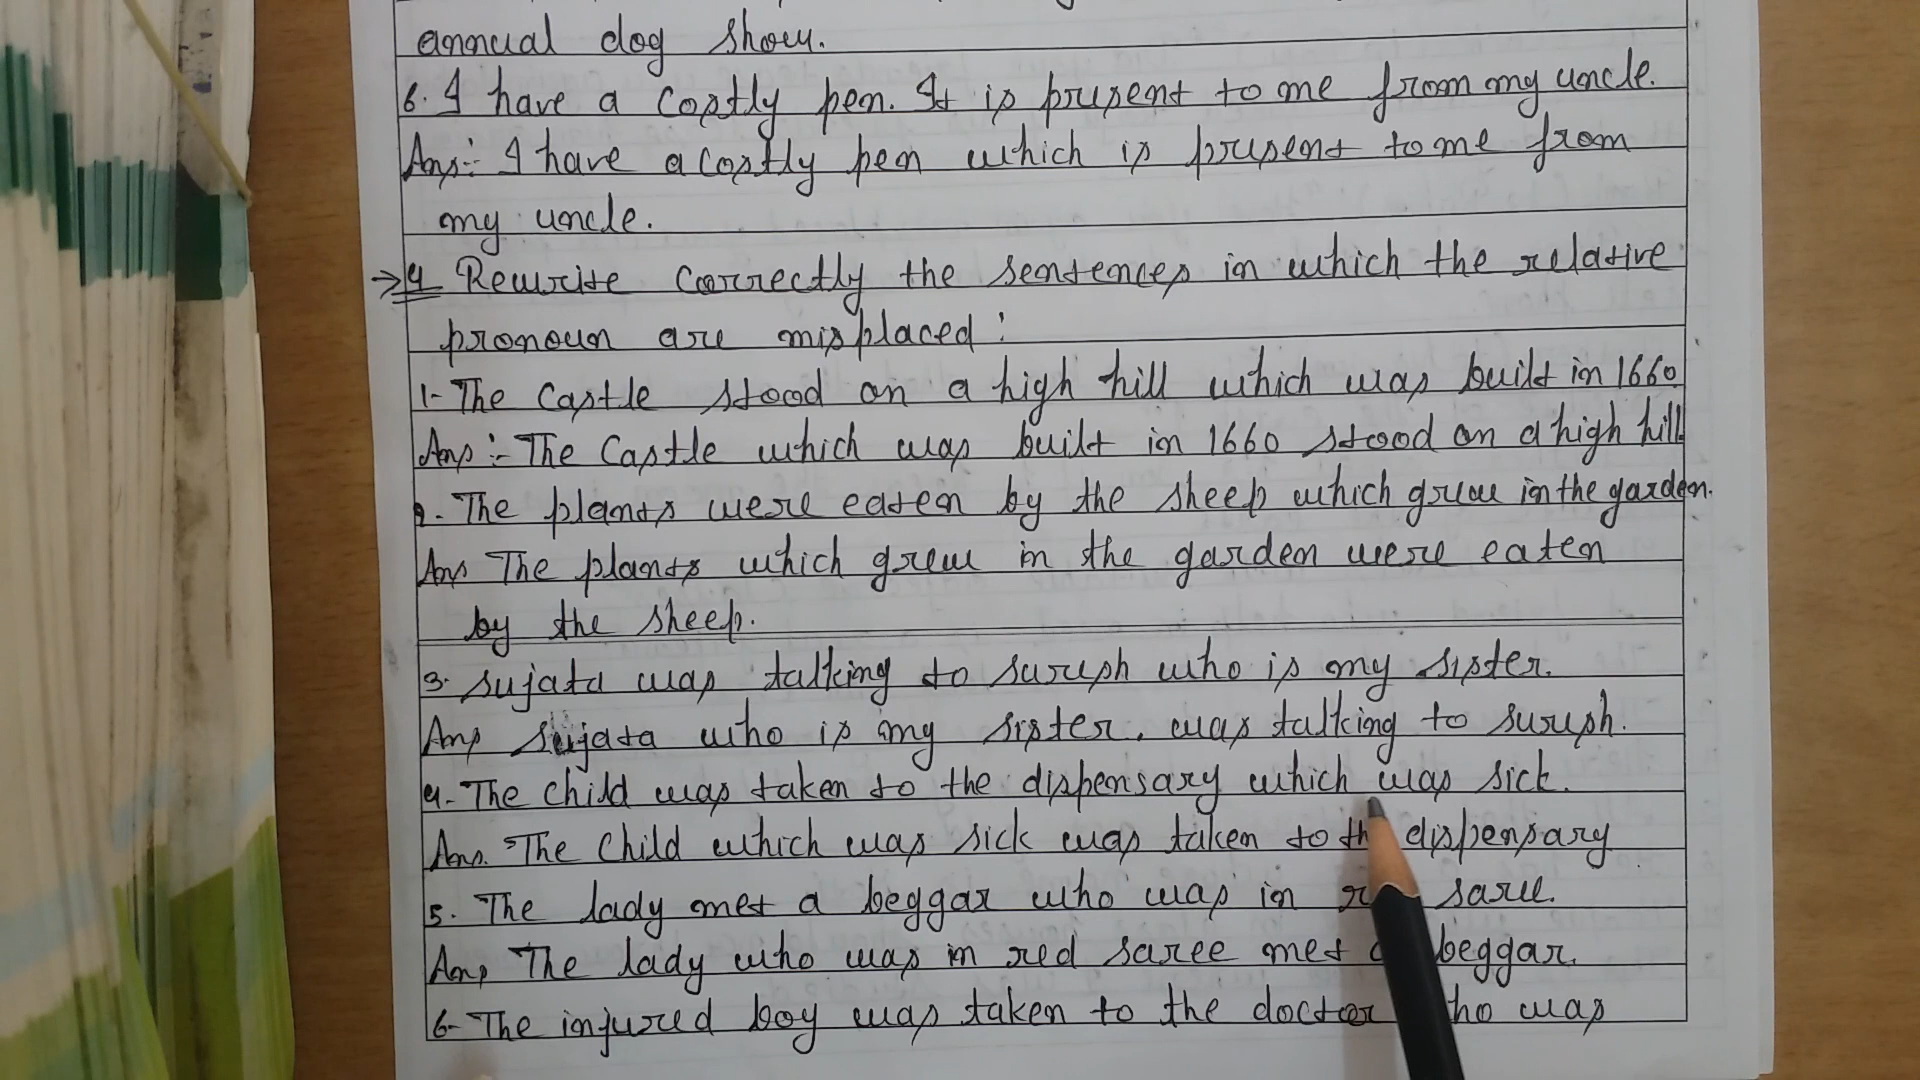 annual dog show.
6. I have a costly pen. It is present to me from my uncle.
Ans:- I have a costly pen which is present to me from
my uncle.
→ 4 Rewrite correctly the sentences in which the relative
pronoun are misplaced:
1- The Castle stood on a high hill which was built in 1660
Ans:- The Castle which was built in 1660 stood on a high hill
2. The plants were eaten by the sheep which grew in the garden.
Ans The plants which grew in the garden were eaten
by the sheep.
3. Sujata was talking to suresh who is my sister.
Ans Sujata who is my sister. was talking to suresh.
4. The child was taken to the dispensary which was sick.
Ans. The child which was sick was taken to the dispensary
5. The lady met a beggar who was in saree.
Ans The lady who was in red saree met a beggar.
6- The injured boy was taken to the doctor who was